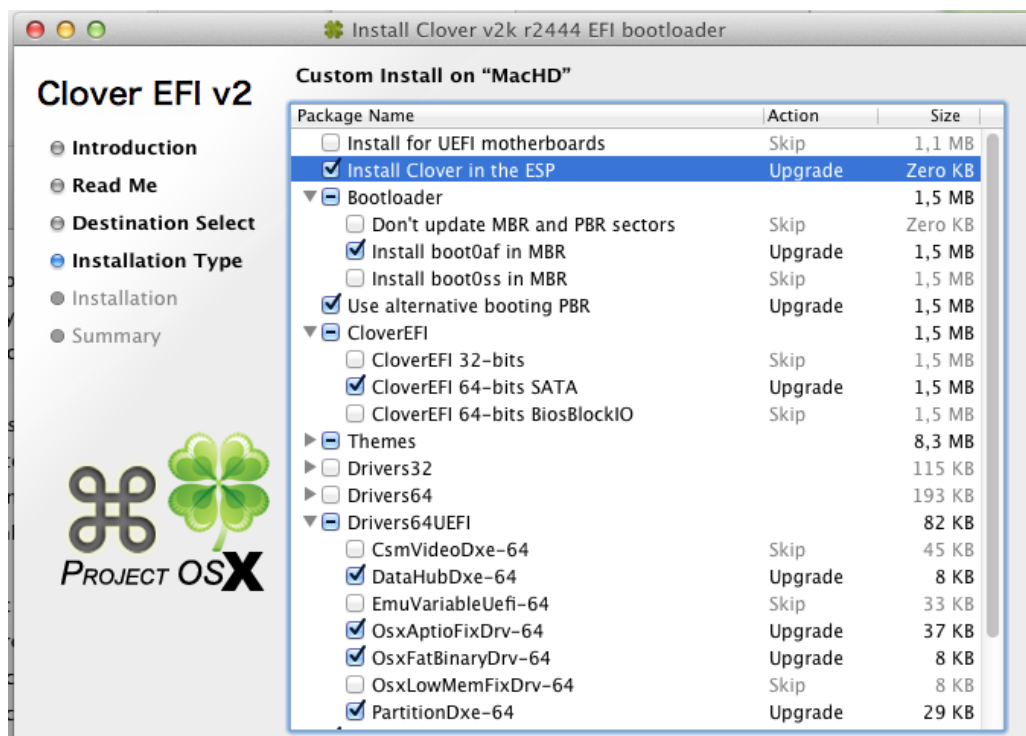 Install Clover v2k r2444 EFI bootloader
Clover EFI v2
Introduction
Read Me
Destination Select
Installation Type
Installation
Summary
PROJECT OSX
Custom Install on “MacHD”
Package Name Action Size
Install for UEFI motherboards Skip 1,1 MB
Install Clover in the ESP Upgrade Zero KB
Bootloader 1,5 MB
Don't update MBR and PBR sectors Skip Zero KB
Install boot0af in MBR Upgrade 1,5 MB
Install boot0ss in MBR Skip 1,5 MB
Use alternative booting PBR Upgrade 1,5 MB
CloverEFI 1,5 MB
CloverEFI 32-bits Skip 1,5 MB
CloverEFI 64-bits SATA Upgrade 1,5 MB
CloverEFI 64-bits BiosBlockIO Skip 1,5 MB
Themes 8,3 MB
Drivers32 115 KB
Drivers64 193 KB
Drivers64UEFI 82 KB
CsmVideoDxe-64 Skip 45 KB
DataHubDxe-64 Upgrade 8 KB
EmuVariableUefi-64 Skip 33 KB
OsxAptioFixDrv-64 Upgrade 37 KB
OsxFatBinaryDrv-64 Upgrade 8 KB
OsxLowMemFixDrv-64 Skip 8 KB
PartitionDxe-64 Upgrade 29 KB